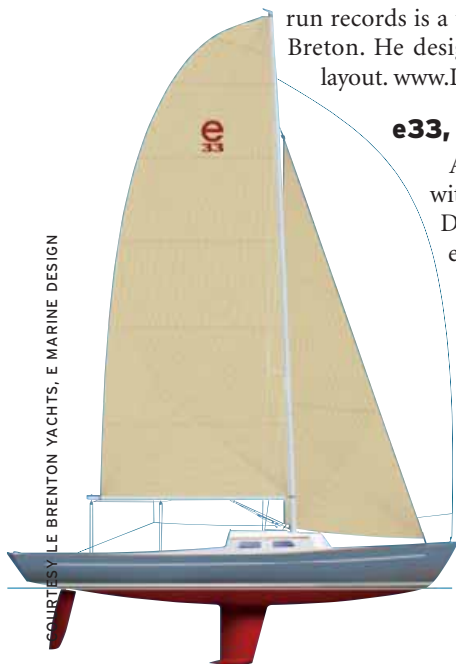 run records is a
Breton. He desig
layout. www.
e33,
A
wit
D
e
e
33
COURTESY LE BRENTON YACHTS, E MARINE DESIGN